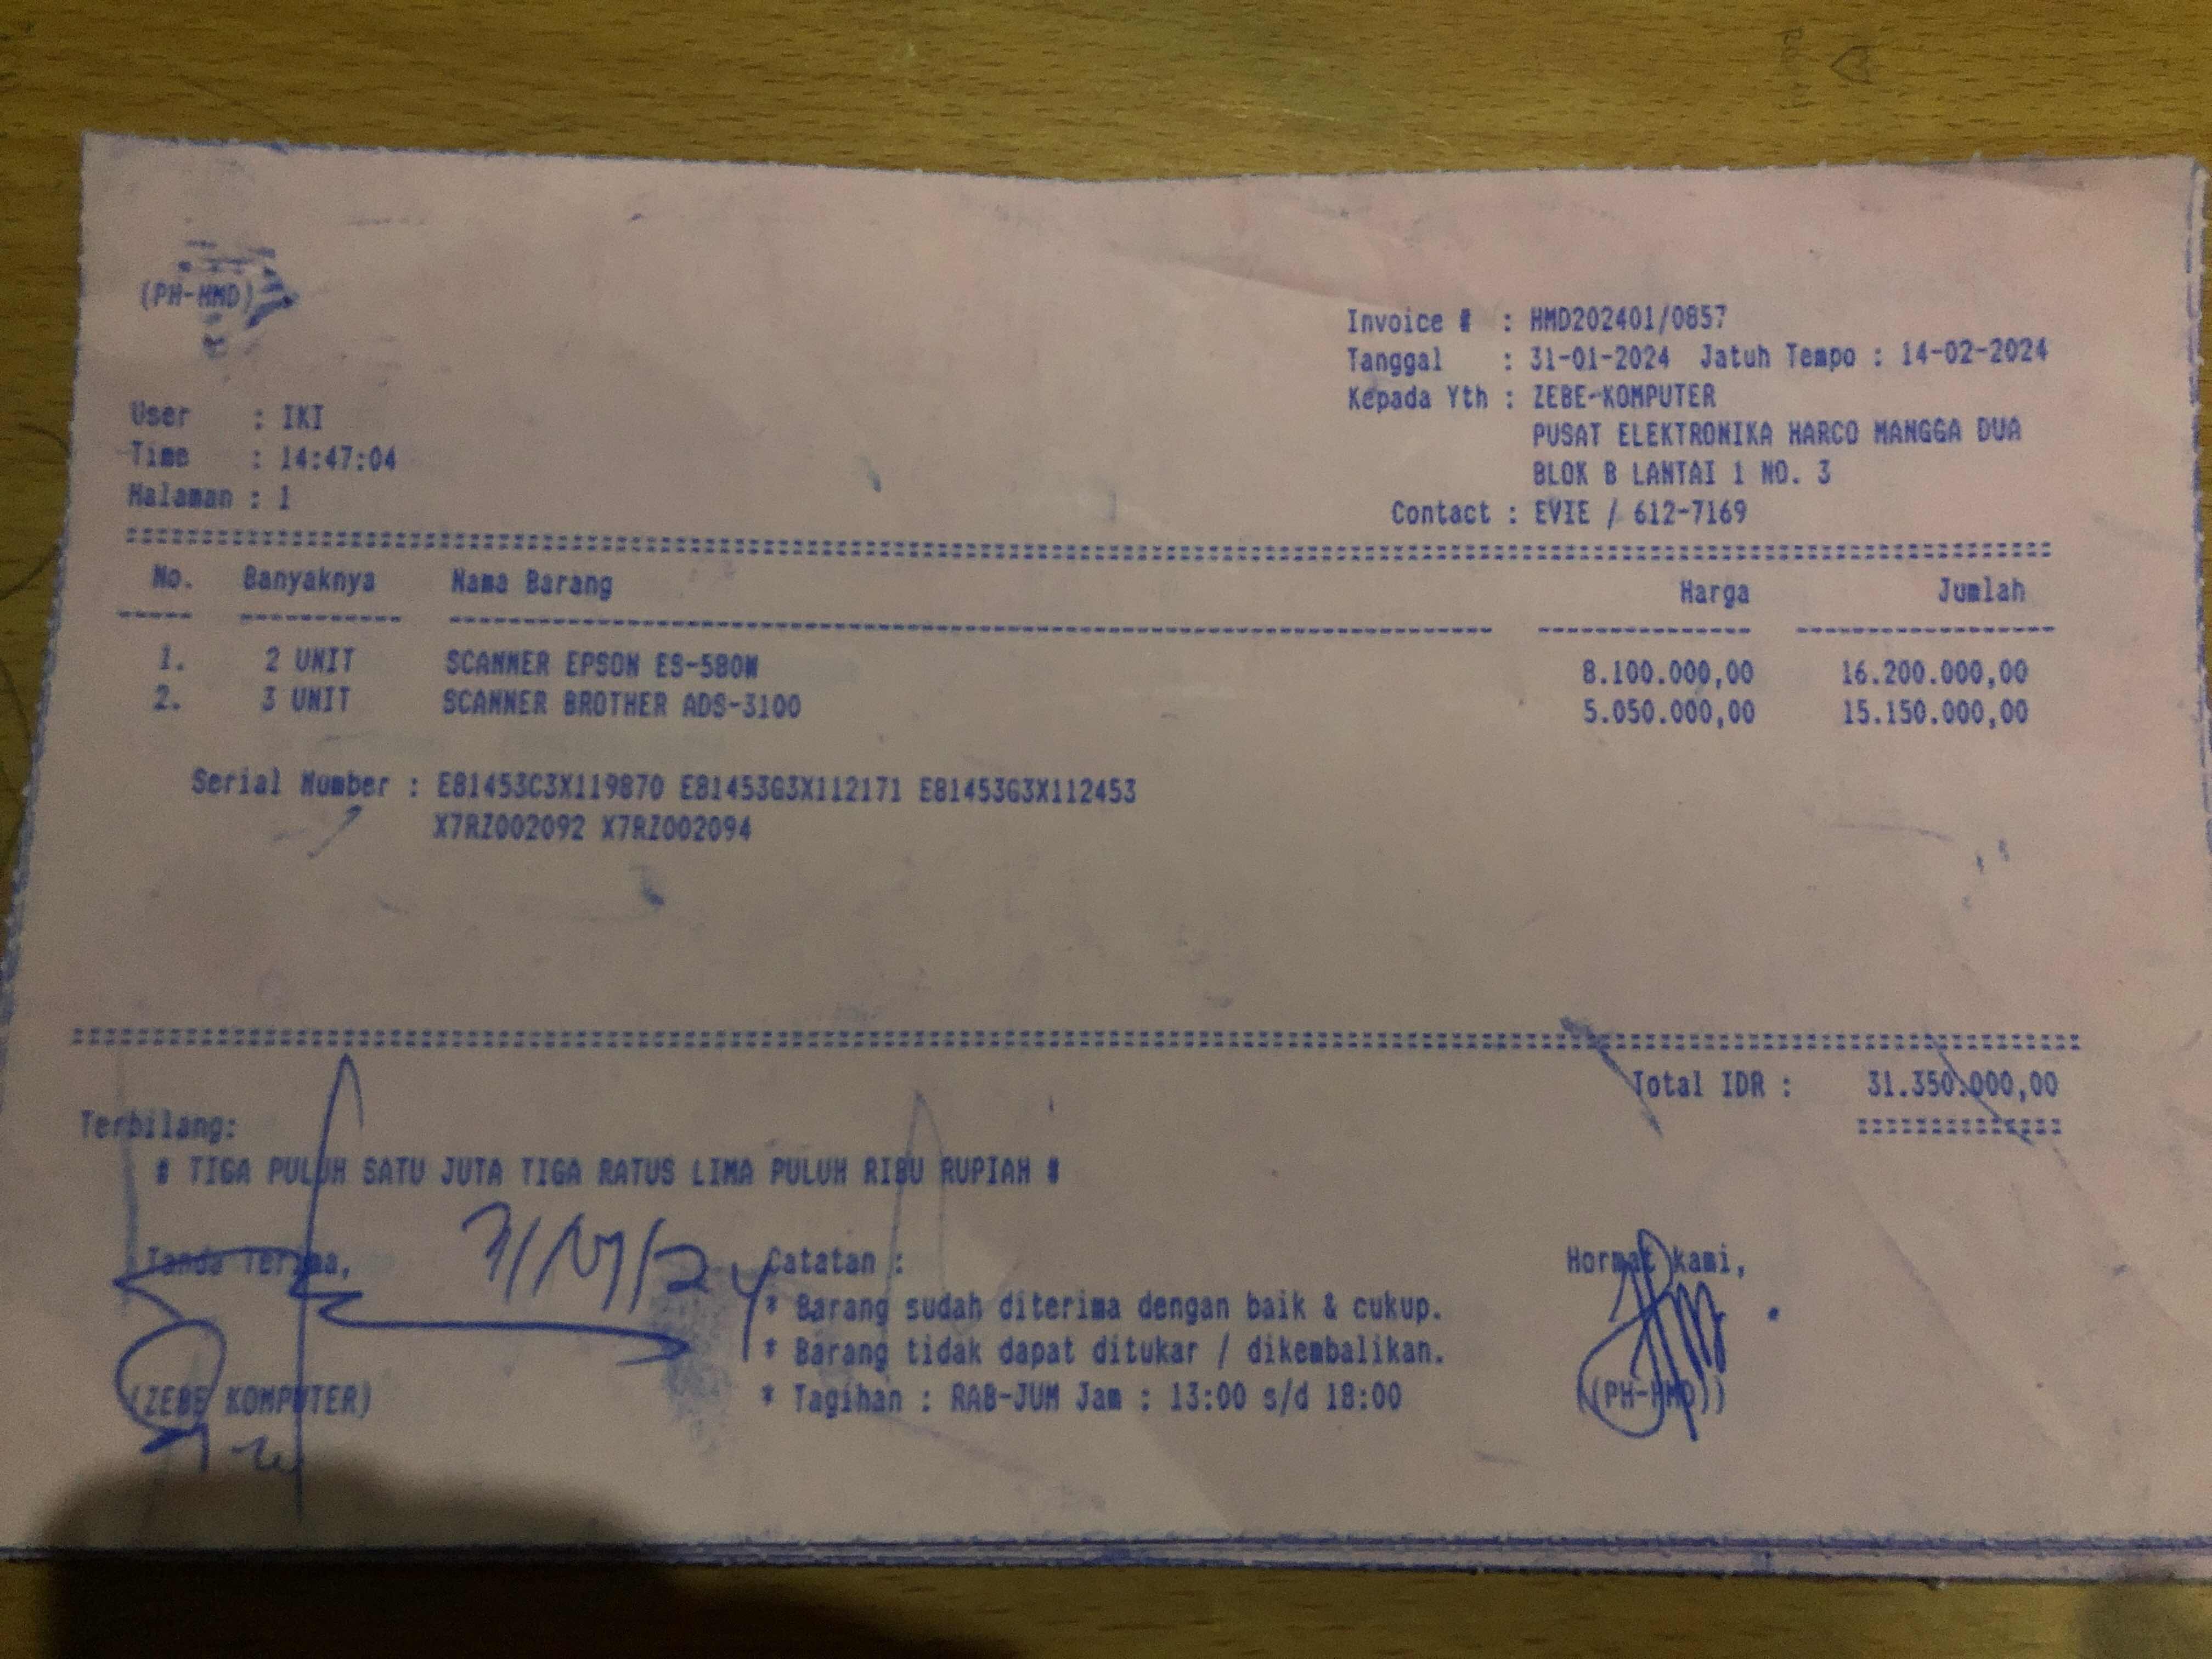 (PH-HMD)
Invoice # : HMD202401/0857
Tanggal : 31-01-2024 Jatuh Tempo : 14-02-2024
Kepada Yth : ZEBE-KOMPUTER
PUSAT ELEKTRONIKA HARCO MANGGA DUA
BLOK B LANTAI 1 NO. 3
Contact : EVIE / 612-7169
User : IKI
Time : 14:47:04
Halaman : 1
No. Banyaknya Nama Barang Harga Jumlah
1. 2 UNIT SCANNER EPSON ES-580W 8.100.000,00 16.200.000,00
2. 3 UNIT SCANNER BROTHER ADS-3100 5.050.000,00 15.150.000,00
Serial Number : E81453C3X119870 E81453G3X112171 E81453G3X112453
X7RZ002092 X7RZ002094
Total IDR : 31.350.000,00
Terbilang:
# TIGA PULUH SATU JUTA TIGA RATUS LIMA PULUH RIBU RUPIAH #
Tanda Terima,
Catatan :
* Barang sudah diterima dengan baik & cukup.
* Barang tidak dapat ditukar / dikembalikan.
* Tagihan : RAB-JUM Jam : 13:00 s/d 18:00
(ZEBE KOMPUTER)
Hormat kami,
((PH-HMD))